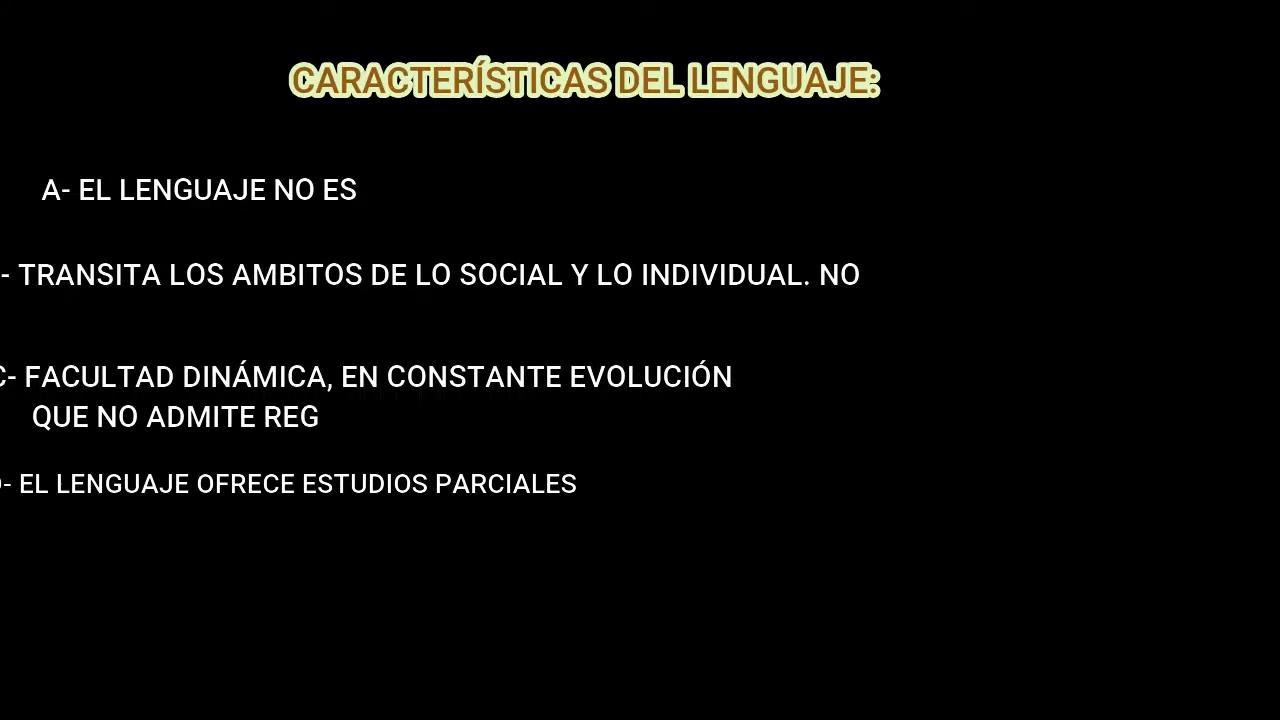 CARACTERÍSTICAS DEL LENGUAJE:
A- EL LENGUAJE NO ES
- TRANSITA LOS AMBITOS DE LO SOCIAL Y LO INDIVIDUAL. NO
C- FACULTAD DINÁMICA, EN CONSTANTE EVOLUCIÓN
QUE NO ADMITE REG
- EL LENGUAJE OFRECE ESTUDIOS PARCIALES